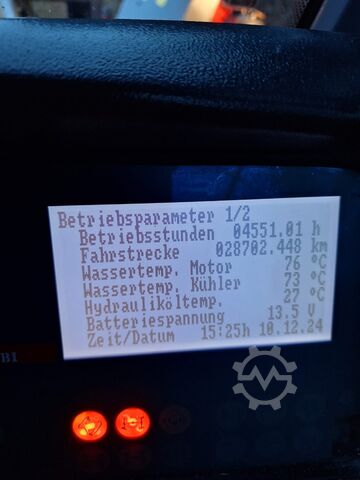 Betriebsparameter 1/2
Betriebsstunden 04551.01 h
Fahrstrecke 028702.448 km
Wassertemp. Motor 76 °C
Wassertemp. Kühler 73 °C
Hydrauliköltemp. 27 °C
Batteriespannung 13.5 V
Zeit/Datum 15:25h 10.12.24
BI